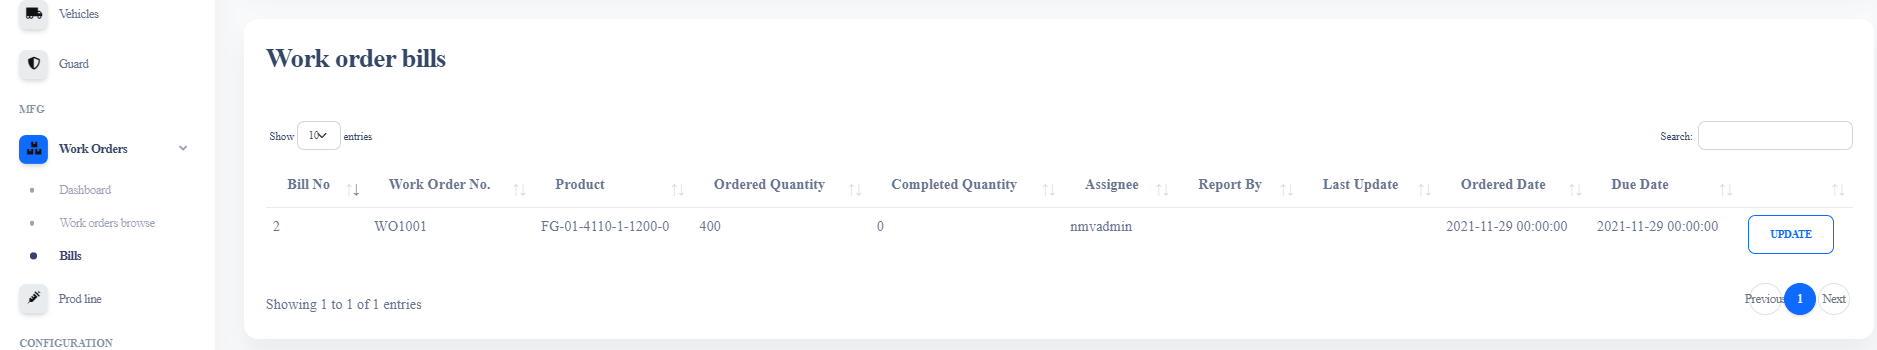 Vehicles
Guard
MFG
Work Orders
Dashboard
Work orders browse
Bills
Prod line
CONFIGURATION
Work order bills
Show 10 entries
Search:
Bill No Work Order No. Product Ordered Quantity Completed Quantity Assignee Report By Last Update Ordered Date Due Date
2 WO1001 FG-01-4110-1-1200-0 400 0 nmvadmin 2021-11-29 00:00:00 2021-11-29 00:00:00 UPDATE
Showing 1 to 1 of 1 entries
Previous 1 Next